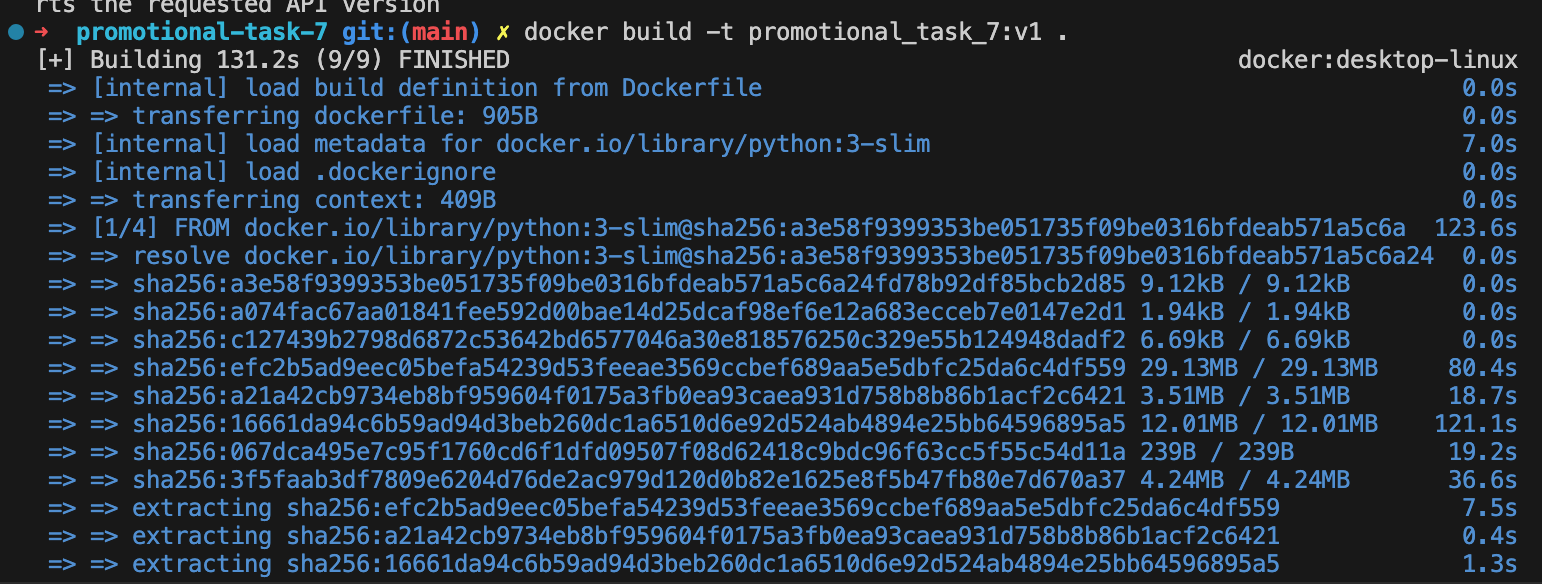 rts the requested API version
➜ promotional-task-7 git:(main) ✗ docker build -t promotional_task_7:v1 .
[+] Building 131.2s (9/9) FINISHED docker:desktop-linux
=> [internal] load build definition from Dockerfile 0.0s
=> => transferring dockerfile: 905B 0.0s
=> [internal] load metadata for docker.io/library/python:3-slim 7.0s
=> [internal] load .dockerignore 0.0s
=> => transferring context: 409B 0.0s
=> [1/4] FROM docker.io/library/python:3-slim@sha256:a3e58f9399353be051735f09be0316bfdeab571a5c6a 123.6s
=> => resolve docker.io/library/python:3-slim@sha256:a3e58f9399353be051735f09be0316bfdeab571a5c6a24 0.0s
=> => sha256:a3e58f9399353be051735f09be0316bfdeab571a5c6a24fd78b92df85bcb2d85 9.12kB / 9.12kB 0.0s
=> => sha256:a074fac67aa01841fee592d00bae14d25dcaf98ef6e12a683ecceb7e0147e2d1 1.94kB / 1.94kB 0.0s
=> => sha256:c127439b2798d6872c53642bd6577046a30e818576250c329e55b124948dadf2 6.69kB / 6.69kB 0.0s
=> => sha256:efc2b5ad9eec05befa54239d53feeae3569ccbef689aa5e5dbfc25da6c4df559 29.13MB / 29.13MB 80.4s
=> => sha256:a21a42cb9734eb8bf959604f0175a3fb0ea93caea931d758b8b86b1acf2c6421 3.51MB / 3.51MB 18.7s
=> => sha256:16661da94c6b59ad94d3beb260dc1a6510d6e92d524ab4894e25bb64596895a5 12.01MB / 12.01MB 121.1s
=> => sha256:067dca495e7c95f1760cd6f1dfd09507f08d62418c9bdc96f63cc5f55c54d11a 239B / 239B 19.2s
=> => sha256:3f5faab3df7809e6204d76de2ac979d120d0b82e1625e8f5b47fb80e7d670a37 4.24MB / 4.24MB 36.6s
=> => extracting sha256:efc2b5ad9eec05befa54239d53feeae3569ccbef689aa5e5dbfc25da6c4df559 7.5s
=> => extracting sha256:a21a42cb9734eb8bf959604f0175a3fb0ea93caea931d758b8b86b1acf2c6421 0.4s
=> => extracting sha256:16661da94c6b59ad94d3beb260dc1a6510d6e92d524ab4894e25bb64596895a5 1.3s